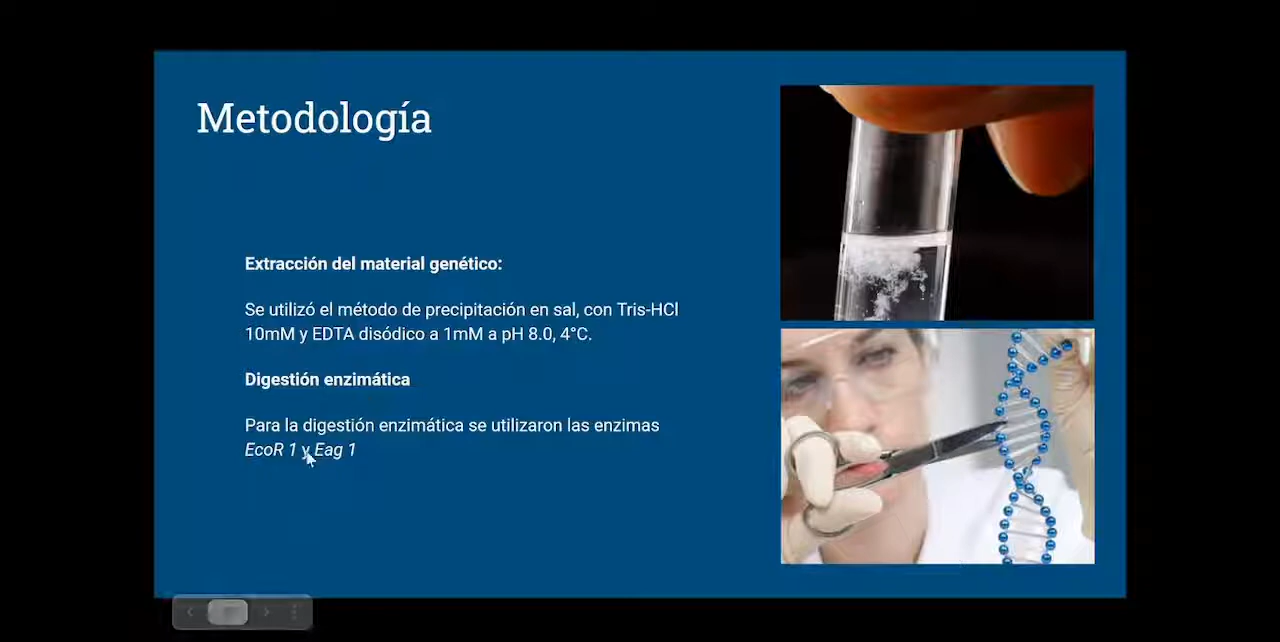 Metodología
Extracción del material genético:
Se utilizó el método de precipitación en sal, con Tris-HCl
10mM y EDTA disódico a 1mM a pH 8.0, 4°C.
Digestión enzimática
Para la digestión enzimática se utilizaron las enzimas
EcoR 1 y Eag 1